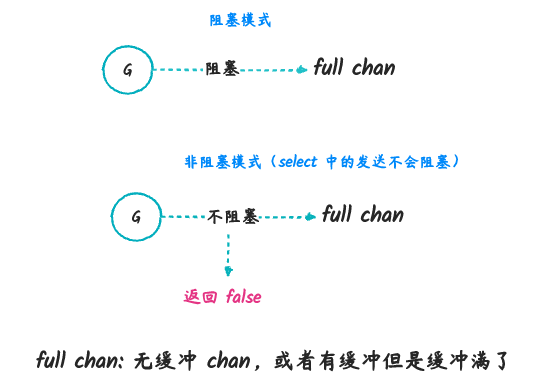 阻塞模式
G 阻塞 full chan
非阻塞模式（select 中的发送不会阻塞）
G 不阻塞 full chan
返回 false
full chan: 无缓冲 chan，或者有缓冲但是缓冲满了